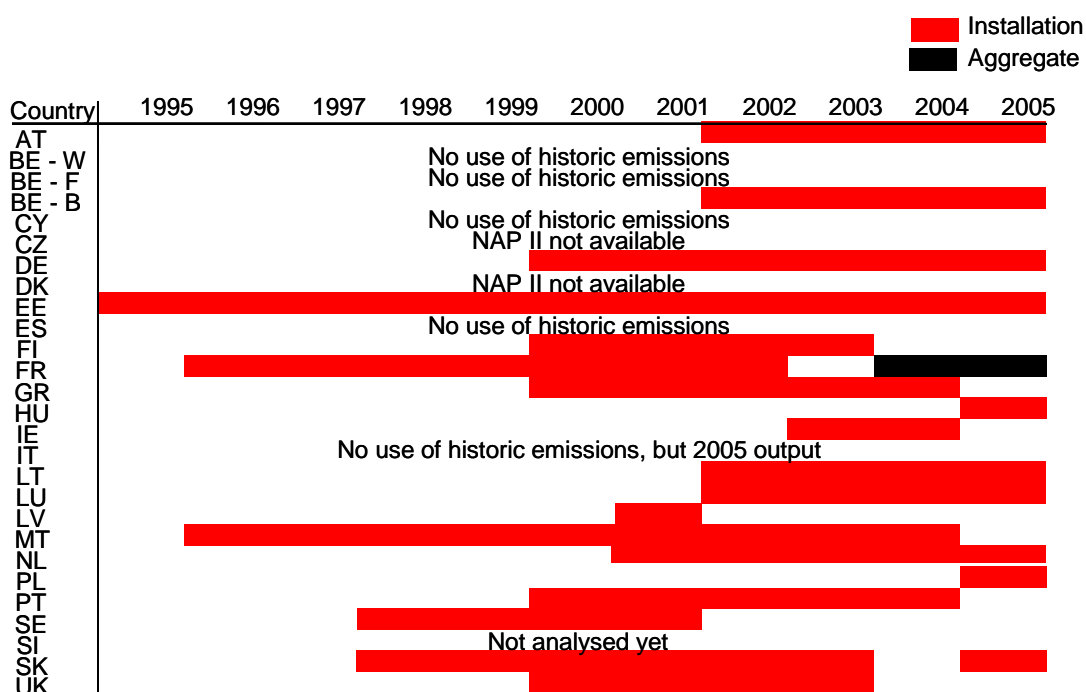 Installation
Aggregate
Country 1995 1996 1997 1998 1999 2000 2001 2002 2003 2004 2005
AT
BE - W No use of historic emissions
BE - F No use of historic emissions
BE - B
CY No use of historic emissions
CZ NAP II not available
DE
DK NAP II not available
EE
ES No use of historic emissions
FI
FR
GR
HU
IE
IT No use of historic emissions, but 2005 output
LT
LU
LV
MT
NL
PL
PT
SE
SI Not analysed yet
SK
UK